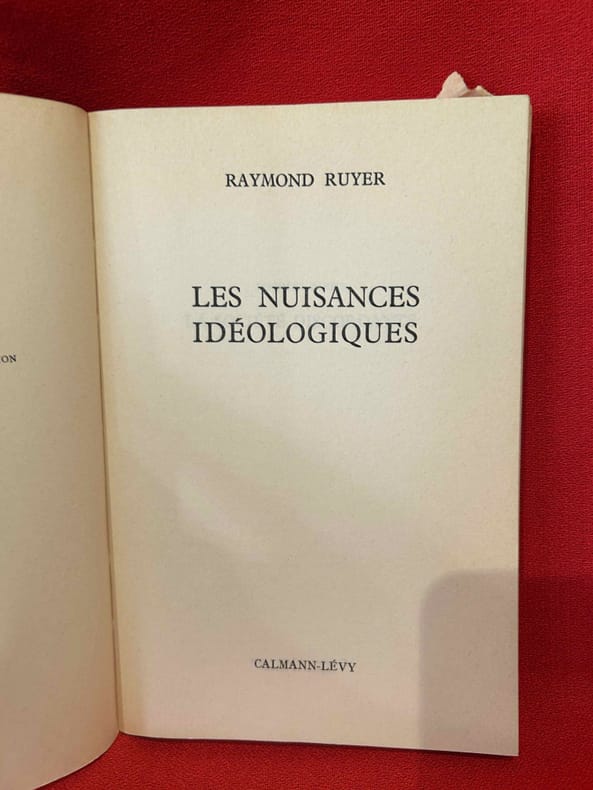 RAYMOND RUYER
LES NUISANCES
IDÉOLOGIQUES
CALMANN-LÉVY